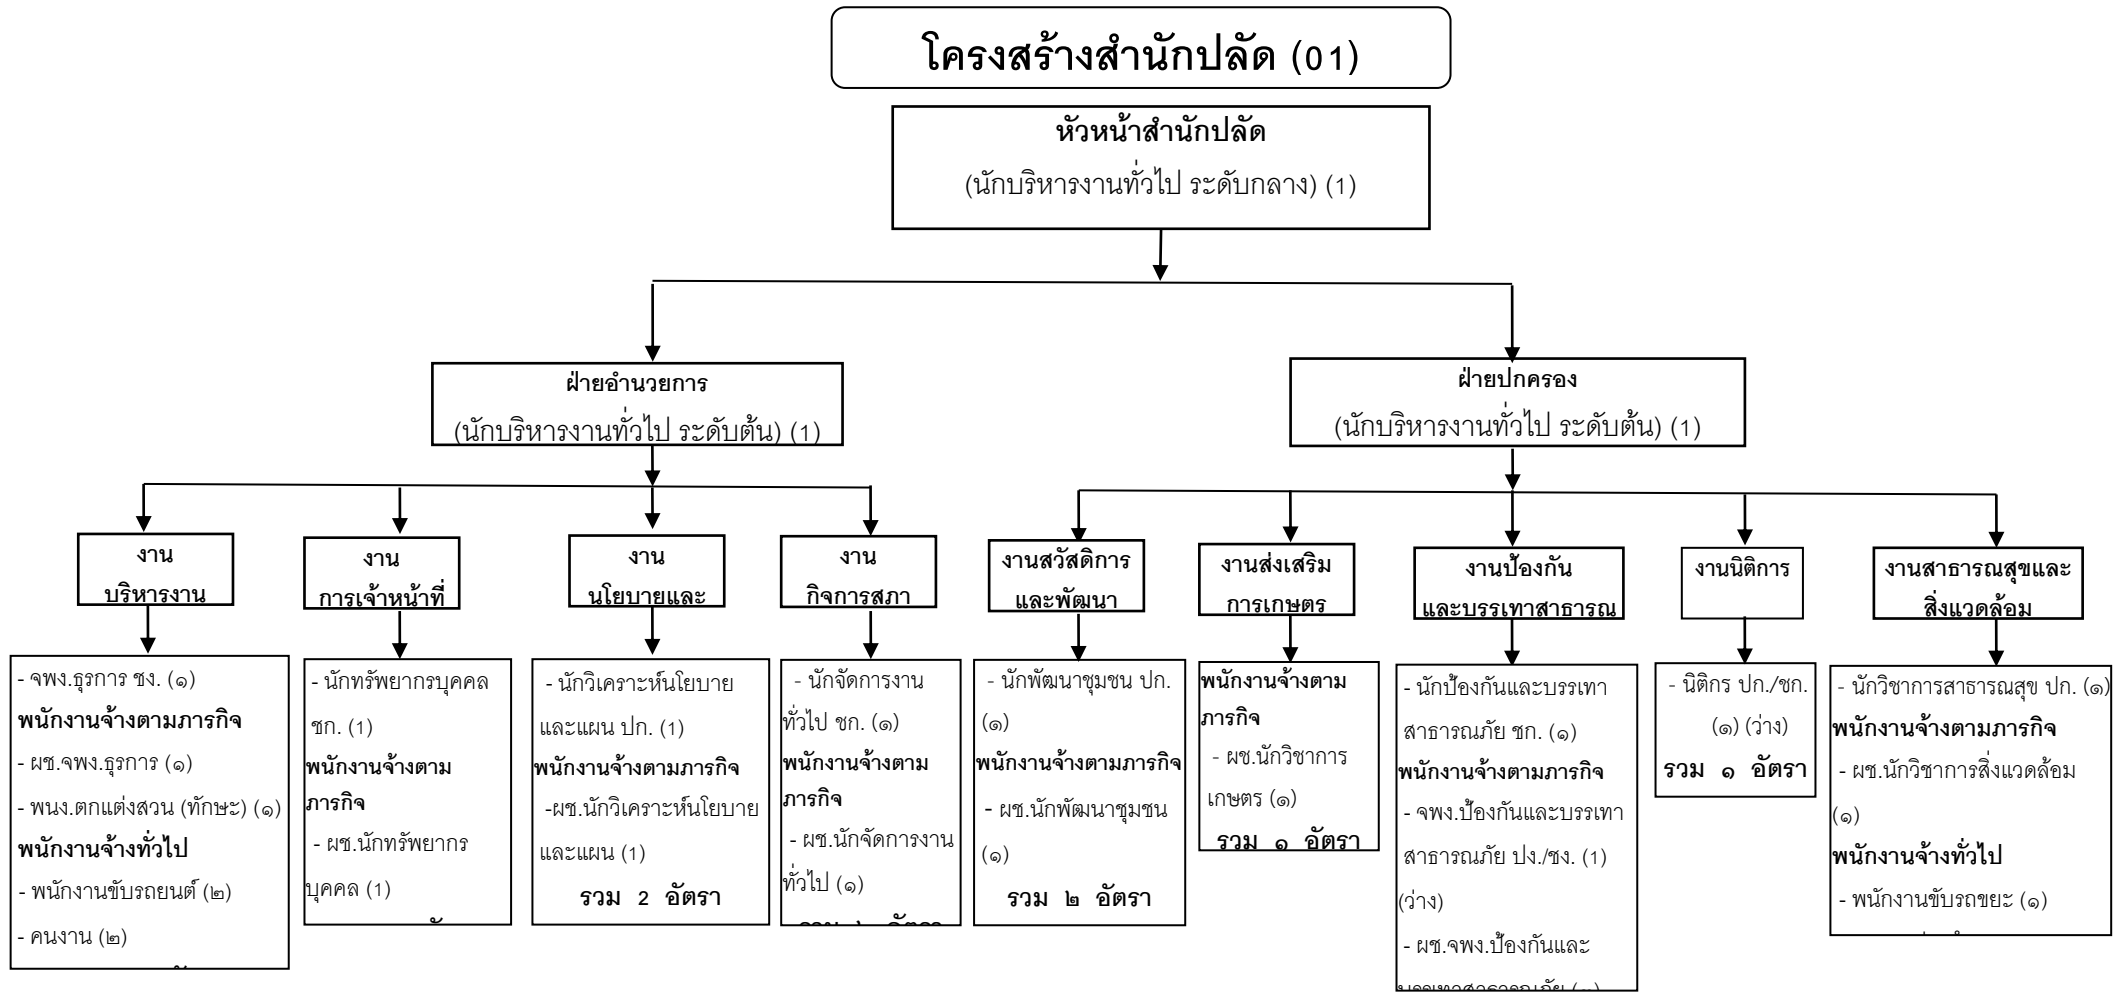 โครงสร้างสำนักปลัด (01)
หัวหน้าสำนักปลัด
(นักบริหารงานทั่วไป ระดับกลาง) (1)
ฝ่ายอำนวยการ
(นักบริหารงานทั่วไป ระดับต้น) (1)
ฝ่ายปกครอง
(นักบริหารงานทั่วไป ระดับต้น) (1)
งาน
บริหารงาน
งาน
การเจ้าหน้าที่
งาน
นโยบายและ
งาน
กิจการสภา
งานสวัสดิการ
และพัฒนา
งานส่งเสริม
การเกษตร
งานป้องกัน
และบรรเทาสาธารณ
งานนิติการ
งานสาธารณสุขและ
สิ่งแวดล้อม
- จพง.ธุรการ ชง. (๑)
พนักงานจ้างตามภารกิจ
- ผช.จพง.ธุรการ (๑)
- พนง.ตกแต่งสวน (ทักษะ) (๑)
พนักงานจ้างทั่วไป
- พนักงานขับรถยนต์ (๒)
- คนงาน (๒)
- นักทรัพยากรบุคคล
ชก. (1)
พนักงานจ้างตาม
ภารกิจ
- ผช.นักทรัพยากร
บุคคล (1)
- นักวิเคราะห์นโยบาย
และแผน ปก. (1)
พนักงานจ้างตามภารกิจ
-ผช.นักวิเคราะห์นโยบาย
และแผน (1)
รวม 2 อัตรา
- นักจัดการงาน
ทั่วไป ชก. (๑)
พนักงานจ้างตาม
ภารกิจ
- ผช.นักจัดการงาน
ทั่วไป (๑)
- นักพัฒนาชุมชน ปก.
(๑)
พนักงานจ้างตามภารกิจ
- ผช.นักพัฒนาชุมชน
(๑)
รวม ๒ อัตรา
พนักงานจ้างตาม
ภารกิจ
- ผช.นักวิชาการ
เกษตร (๑)
รวม ๑ อัตรา
- นักป้องกันและบรรเทา
สาธารณภัย ชก. (๑)
พนักงานจ้างตามภารกิจ
- จพง.ป้องกันและบรรเทา
สาธารณภัย ปง./ชง. (1)
(ว่าง)
- ผช.จพง.ป้องกันและ
บรรเทาสาธารณภัย
- นิติกร ปก./ชก.
(๑) (ว่าง)
รวม ๑ อัตรา
- นักวิชาการสาธารณสุข ปก. (๑)
พนักงานจ้างตามภารกิจ
- ผช.นักวิชาการสิ่งแวดล้อม
(๑)
พนักงานจ้างทั่วไป
- พนักงานขับรถขยะ (๑)